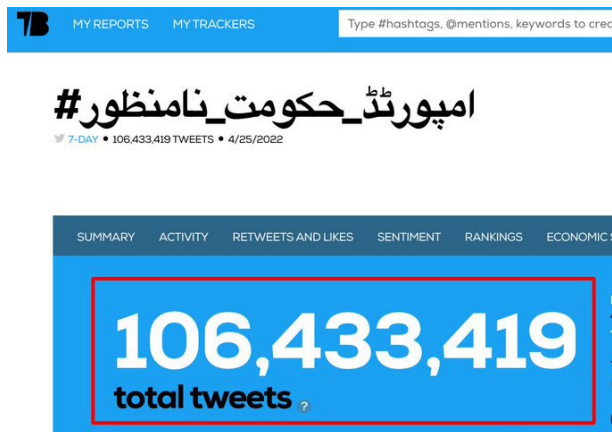 TB MY REPORTS MY TRACKERS Type #hashtags, @mentions, keywords to
#امپورٹڈ_حکومت_نامنظور
7-DAY • 106,433,419 TWEETS • 4/25/2022
SUMMARY ACTIVITY RETWEETS AND LIKES SENTIMENT RANKINGS ECONOMIC
106,433,419
total tweets ?